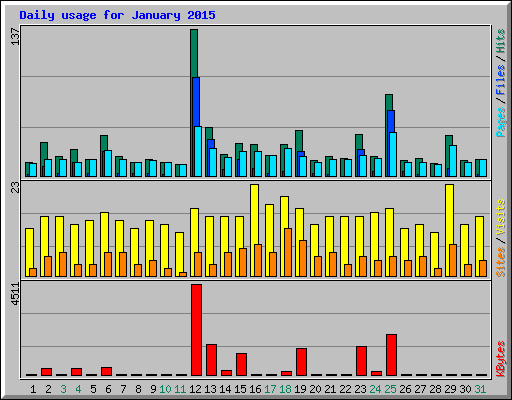 Daily usage for January 2015
137
Pages / Files / Hits
23
Sites / Visits
4511
KBytes
1 2 3 4 5 6 7 8 9 10 11 12 13 14 15 16 17 18 19 20 21 22 23 24 25 26 27 28 29 30 31